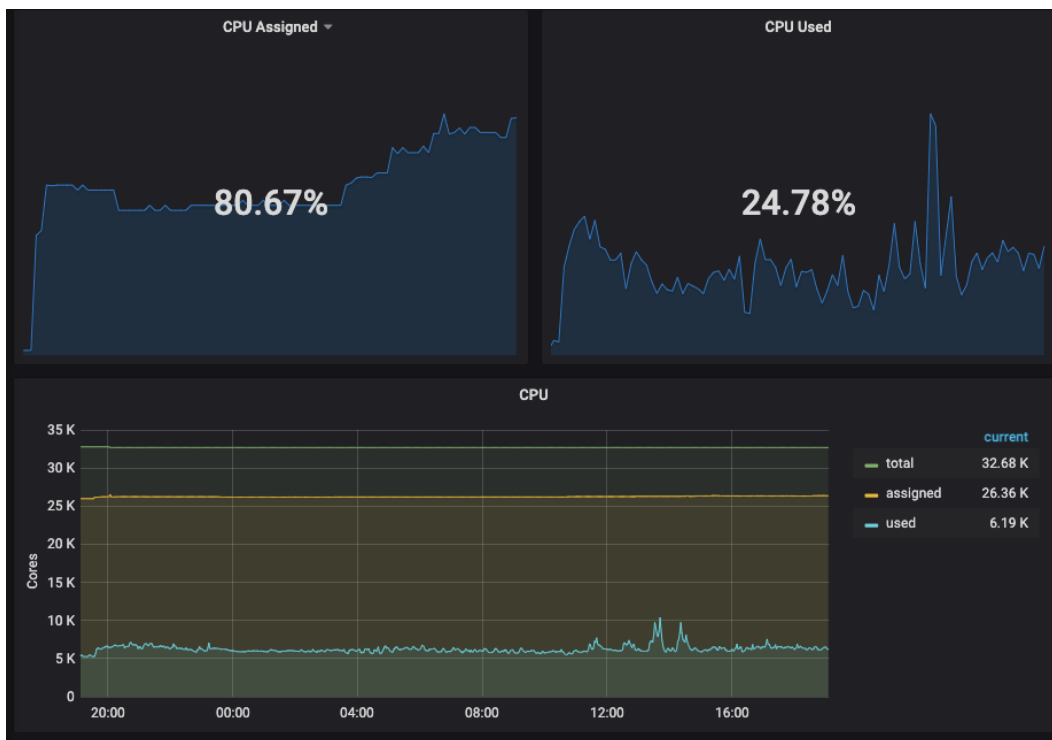 CPU Assigned
CPU Used
80.67%
24.78%
CPU
Cores
35 K
30 K
25 K
20 K
15 K
10 K
5 K
0
20:00 00:00 04:00 08:00 12:00 16:00
current
total 32.68 K
assigned 26.36 K
used 6.19 K